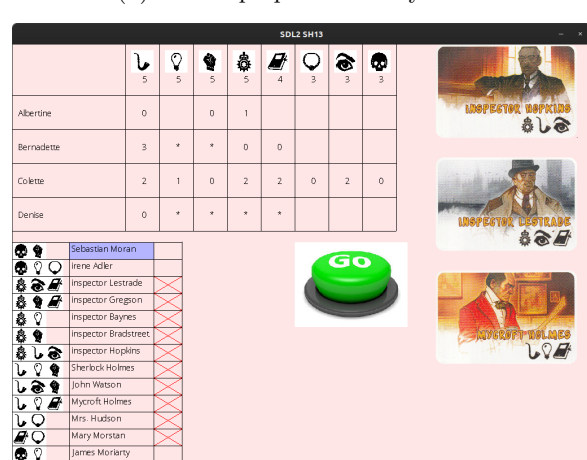 SDL2 SH13
5 5 5 5 4 3 3 3
Albertine 0 0 1
Bernadette 3 * * 0 0
Colette 2 1 0 2 2 0 2 0
Denise 0 * * * *
Sebastian Moran
irene Adler
inspector Lestrade
inspector Gregson
inspector Baynes
inspector Bradstreet
inspector Hopkins
Sherlock Holmes
John Watson
Mycroft Holmes
Mrs. Hudson
Mary Morstan
James Moriarty
GO
INSPECTOR HOPKINS
INSPECTOR LESTRADE
MYCROFT HOLMES